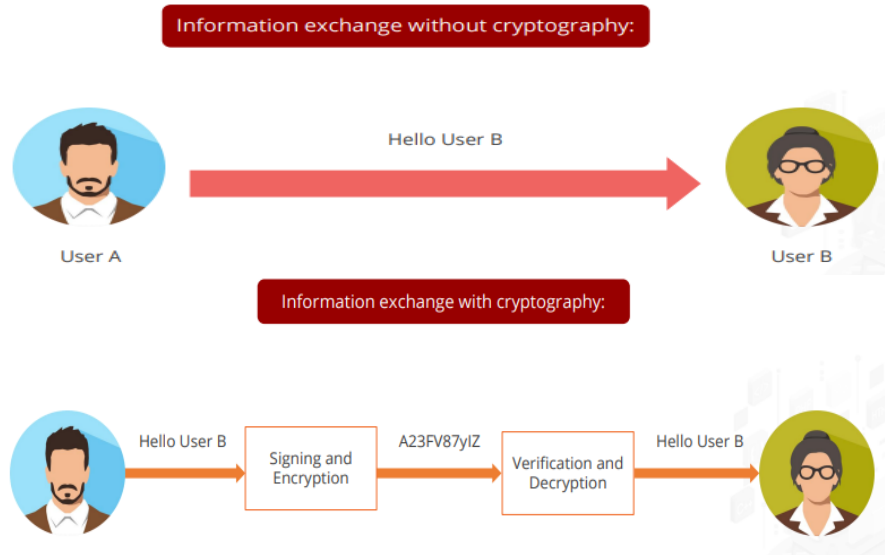 Information exchange without cryptography:
Hello User B
User A
User B
Information exchange with cryptography:
Hello User B
Signing and
Encryption
A23FV87yIZ
Verification and
Decryption
Hello User B